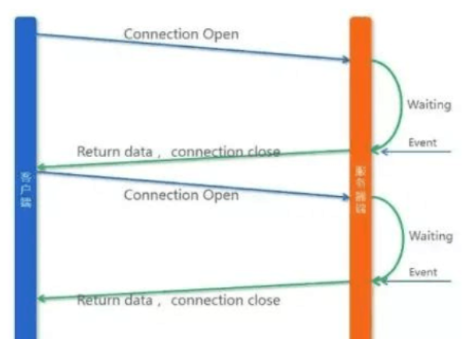 Connection Open
Waiting
Event
Return data， connection close
客户端
服务器端
Connection Open
Waiting
Event
Return data， connection close